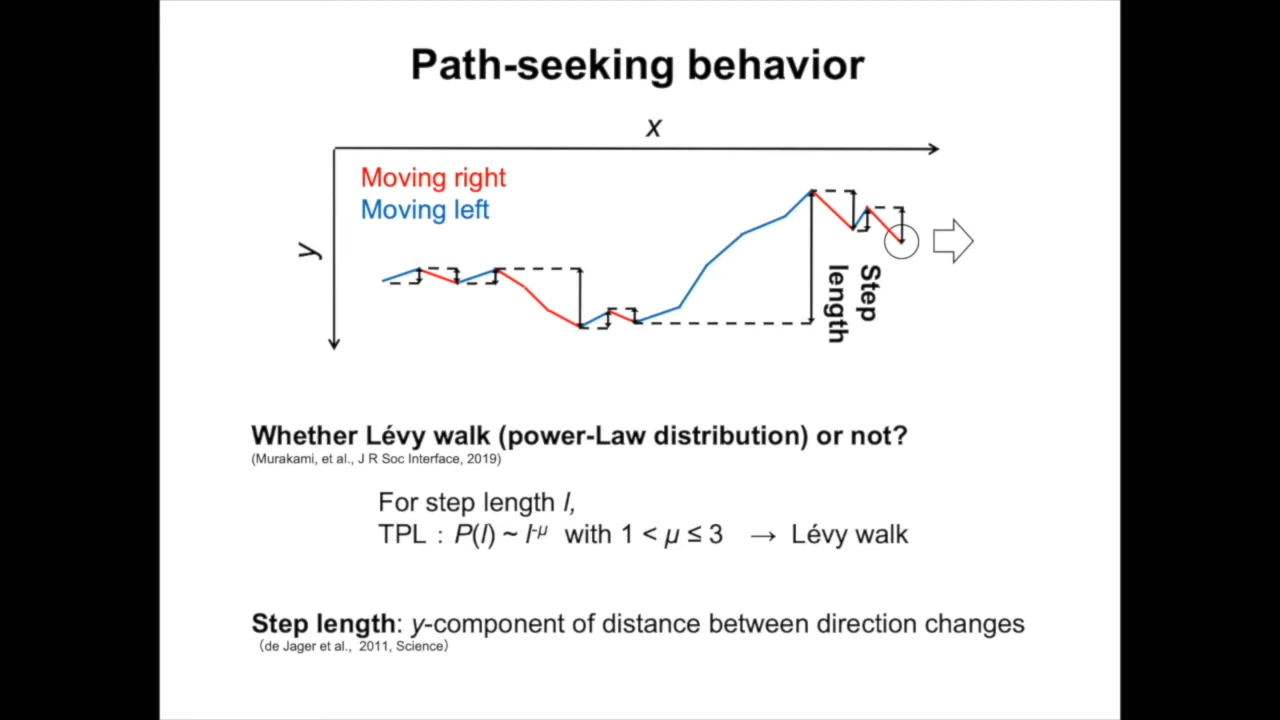 Path-seeking behavior
x
Moving right
Moving left
y
Step
length
Whether Lévy walk (power-Law distribution) or not?
(Murakami, et al., J R Soc Interface, 2019)
For step length l,
TPL : P(l) ~ l-μ with 1 < μ ≤ 3 → Lévy walk
Step length: y-component of distance between direction changes
(de Jager et al., 2011, Science)